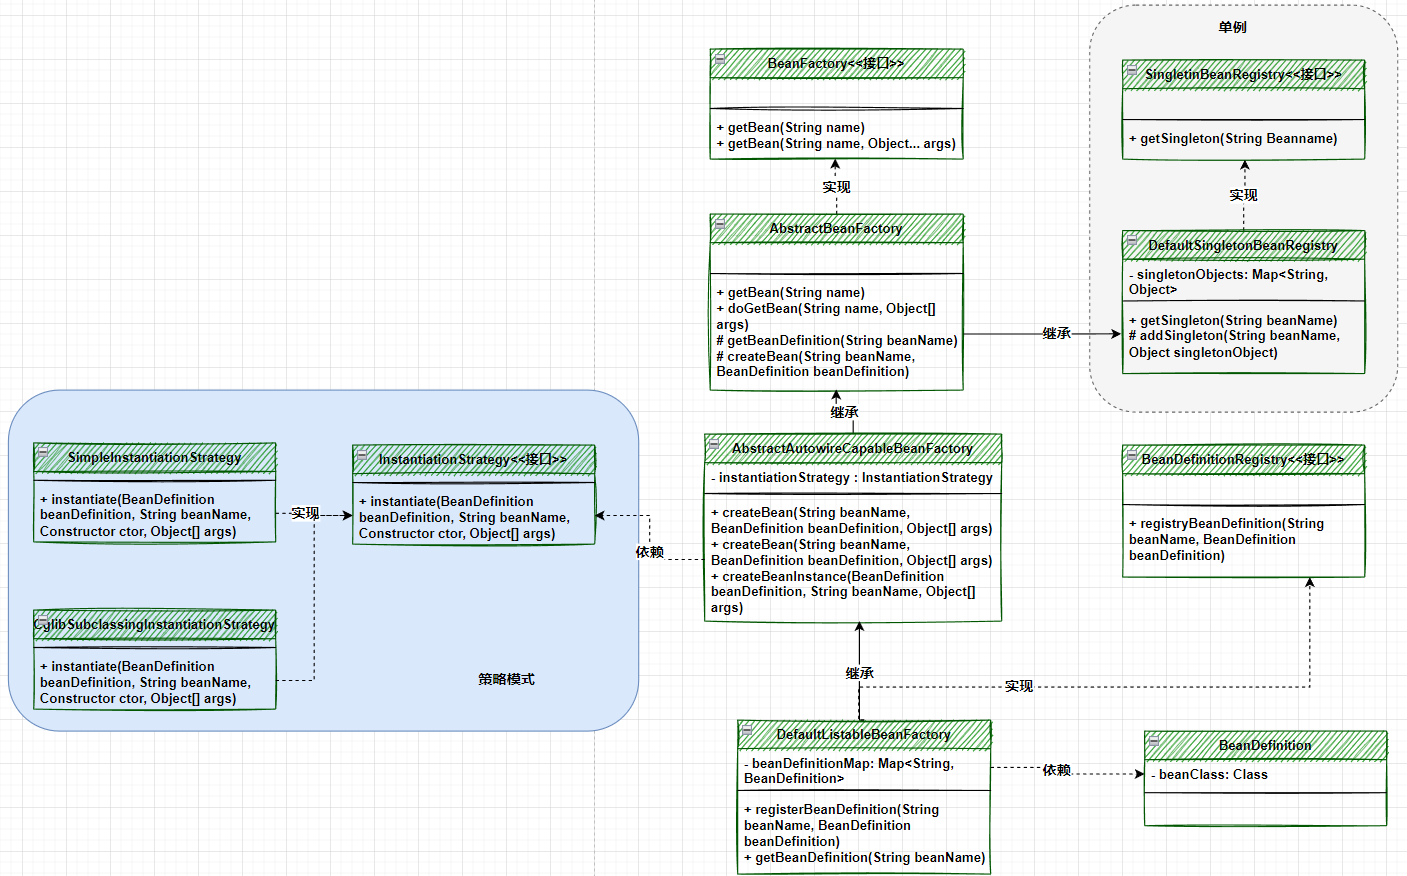 单例
BeanFactory<<接口>>
+ getBean(String name)
+ getBean(String name, Object... args)
SingletinBeanRegistry<<接口>>
+ getSingleton(String Beanname)
实现
实现
AbstractBeanFactory
+ getBean(String name)
+ doGetBean(String name, Object[]
args)
# getBeanDefinition(String beanName)
# createBean(String beanName,
BeanDefinition beanDefinition)
DefaultSingletonBeanRegistry
- singletonObjects: Map<String,
Object>
+ getSingleton(String beanName)
# addSingleton(String beanName,
Object singletonObject)
继承
继承
SimpleInstantiationStrategy
+ instantiate(BeanDefinition
beanDefinition, String beanName,
Constructor ctor, Object[] args)
实现
InstantiationStrategy<<接口>>
+ instantiate(BeanDefinition
beanDefinition, String beanName,
Constructor ctor, Object[] args)
依赖
AbstractAutowireCapableBeanFactory
- instantiationStrategy : InstantiationStrategy
+ createBean(String beanName,
BeanDefinition beanDefinition, Object[] args)
+ createBean(String beanName,
BeanDefinition beanDefinition, Object[] args)
+ createBeanInstance(BeanDefinition
beanDefinition, String beanName, Object[]
args)
BeanDefinitionRegistry<<接口>>
+ registryBeanDefinition(String
beanName, BeanDefinition
beanDefinition)
CglibSubclassingInstantiationStrategy
+ instantiate(BeanDefinition
beanDefinition, String beanName,
Constructor ctor, Object[] args)
策略模式
继承
实现
DefaultListableBeanFactory
- beanDefinitionMap: Map<String,
BeanDefinition>
+ registerBeanDefinition(String
beanName, BeanDefinition
beanDefinition)
+ getBeanDefinition(String beanName)
依赖
BeanDefinition
- beanClass: Class